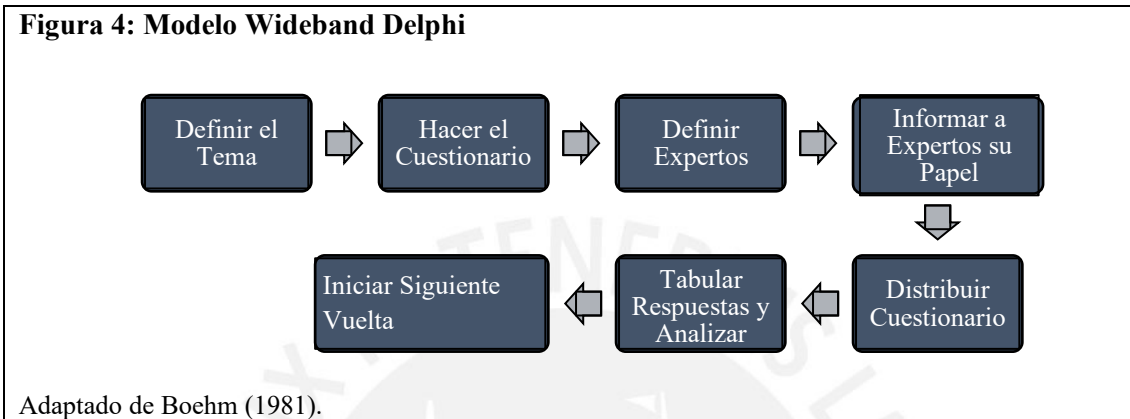 Figura 4: Modelo Wideband Delphi
Definir el
Tema
Hacer el
Cuestionario
Definir
Expertos
Informar a
Expertos su
Papel
Distribuir
Cuestionario
Tabular
Respuestas y
Analizar
Iniciar Siguiente
Vuelta
Adaptado de Boehm (1981).